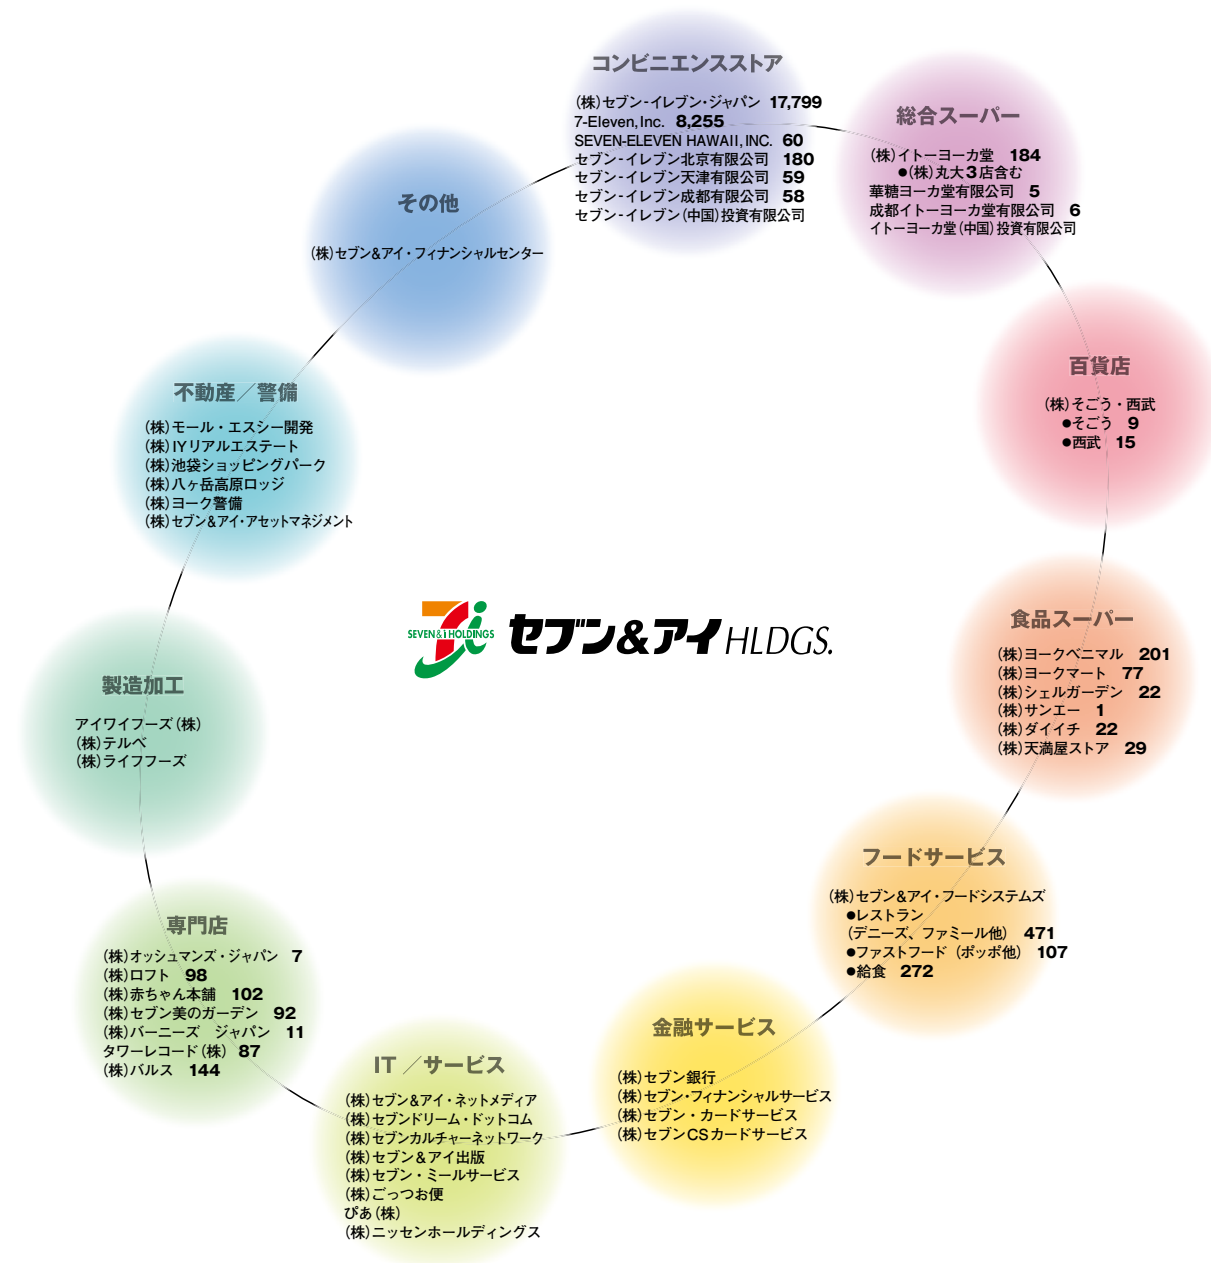 コンビニエンスストア
(株)セブン-イレブン・ジャパン 17,799
7-Eleven, Inc. 8,255
SEVEN-ELEVEN HAWAII, INC. 60
セブン-イレブン北京有限公司 180
セブン-イレブン天津有限公司 59
セブン-イレブン成都有限公司 58
セブン-イレブン(中国)投資有限公司
総合スーパー
(株)イトーヨーカ堂 184
●(株)丸大3店含む
華糖ヨーカ堂有限公司 5
成都イトーヨーカ堂有限公司 6
イトーヨーカ堂(中国)投資有限公司
百貨店
(株)そごう・西武
●そごう 9
●西武 15
食品スーパー
(株)ヨークベニマル 201
(株)ヨークマート 77
(株)シェルガーデン 22
(株)サンエー 1
(株)ダイイチ 22
(株)天満屋ストア 29
フードサービス
(株)セブン&アイ・フードシステムズ
●レストラン
(デニーズ、ファミール他) 471
●ファストフード (ポッポ他) 107
●給食 272
金融サービス
(株)セブン銀行
(株)セブン・フィナンシャルサービス
(株)セブン・カードサービス
(株)セブンCSカードサービス
IT/サービス
(株)セブン&アイ・ネットメディア
(株)セブンドリーム・ドットコム
(株)セブンカルチャーネットワーク
(株)セブン&アイ出版
(株)セブン・ミールサービス
(株)ごっつお便
ぴあ(株)
(株)ニッセンホールディングス
専門店
(株)オッシュマンズ・ジャパン 7
(株)ロフト 98
(株)赤ちゃん本舗 102
(株)セブン美のガーデン 92
(株)バーニーズ ジャパン 11
タワーレコード(株) 87
(株)バルス 144
製造加工
アイワイフーズ(株)
(株)テルベ
(株)ライフフーズ
不動産/警備
(株)モール・エスシー開発
(株)IYリアルエステート
(株)池袋ショッピングパーク
(株)八ヶ岳高原ロッジ
(株)ヨーク警備
(株)セブン&アイ・アセットマネジメント
その他
(株)セブン&アイ・フィナンシャルセンター
SEVEN & i HOLDINGS
セブン&アイHLDGS.